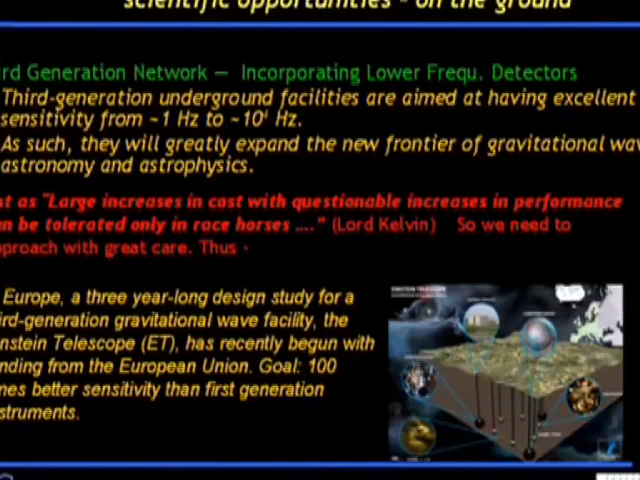 scientific opportunities - on the ground
rd Generation Network — Incorporating Lower Frequ. Detectors
Third-generation underground facilities are aimed at having excellent
sensitivity from ~1 Hz to ~10⁴ Hz.
As such, they will greatly expand the new frontier of gravitational wav
astronomy and astrophysics.
t as "Large increases in cost with questionable increases in performance
n be tolerated only in race horses ...." (Lord Kelvin) So we need to
pproach with great care. Thus -
Europe, a three year-long design study for a
ird-generation gravitational wave facility, the
nstein Telescope (ET), has recently begun with
nding from the European Union. Goal: 100
mes better sensitivity than first generation
struments.
EINSTEIN TELESCOPE